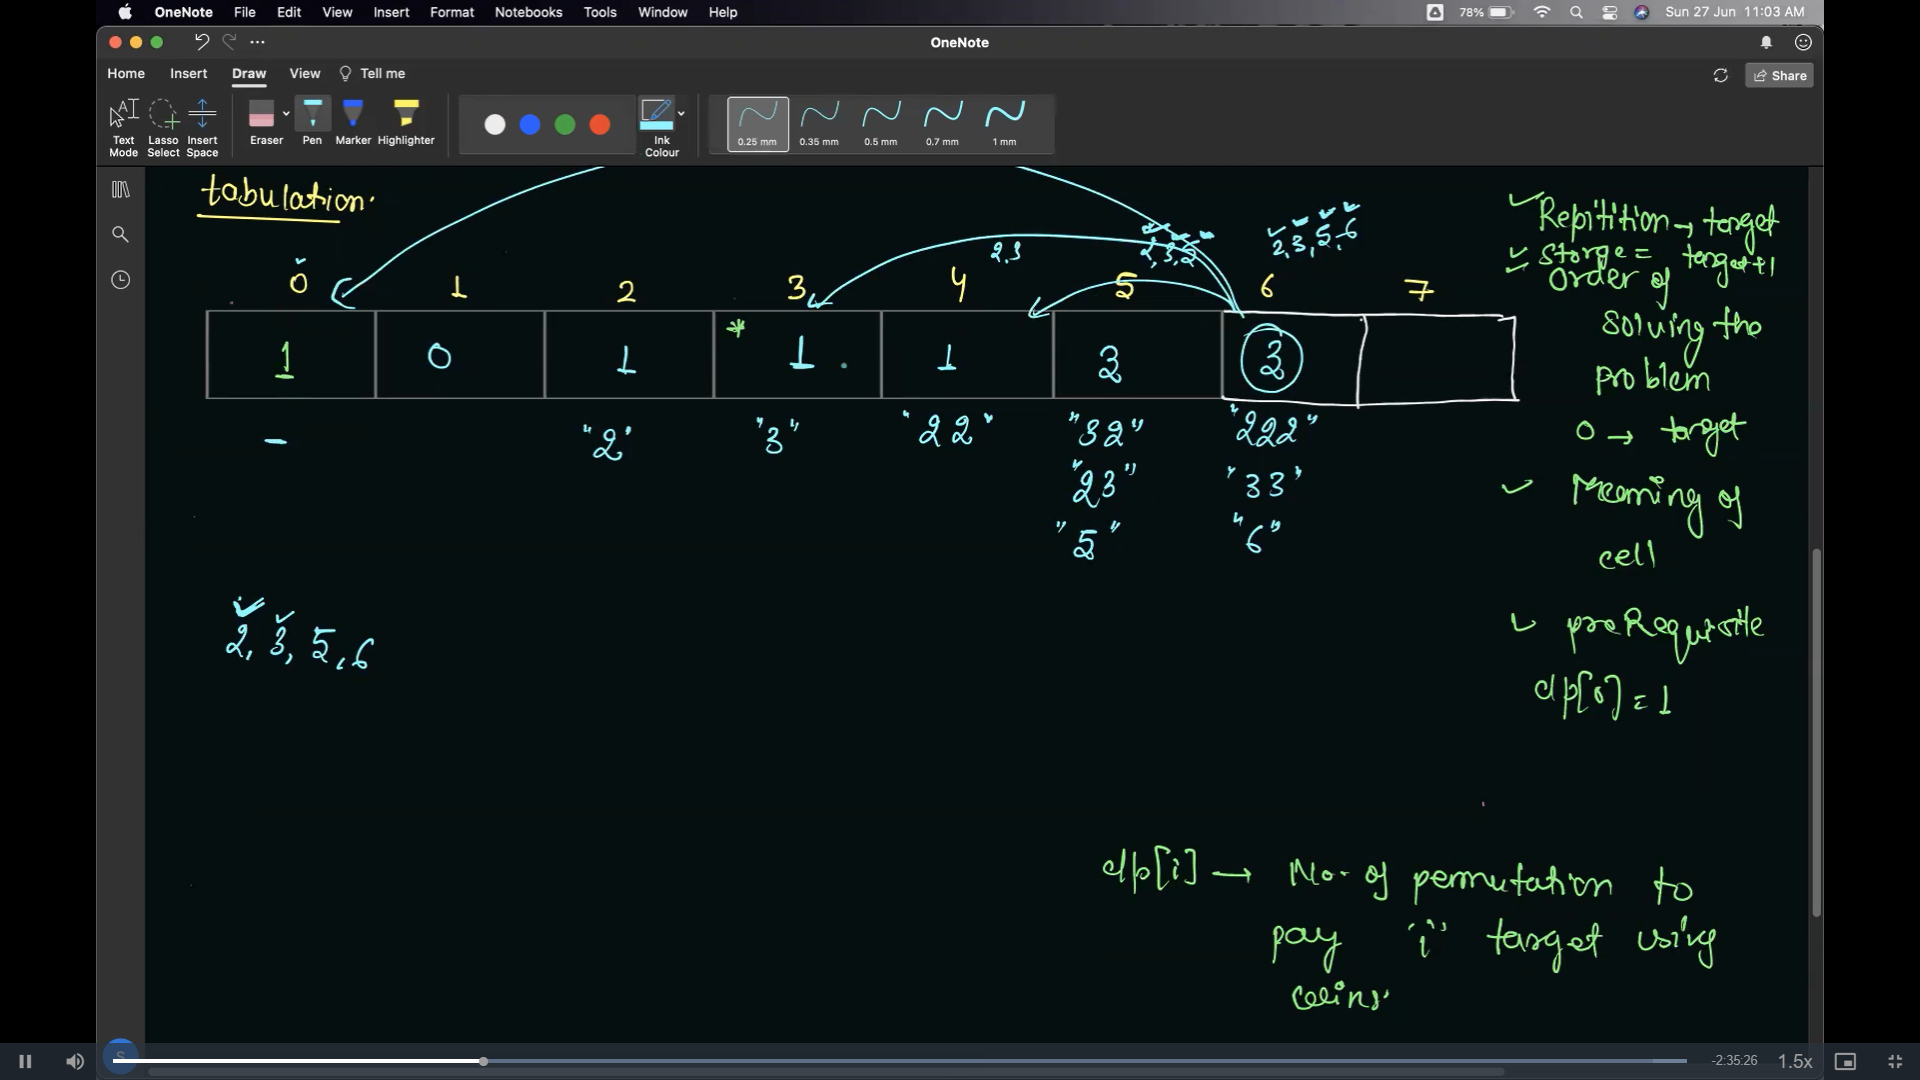 OneNote File Edit View Insert Format Notebooks Tools Window Help 78% Sun 27 Jun 11:03 AM
OneNote
Home Insert Draw View Tell me Share
Text Mode Lasso Select Insert Space Eraser Pen Marker Highlighter Ink Colour 0.25 mm 0.35 mm 0.5 mm 0.7 mm 1 mm
tabulation.
2,3
2,3,5,6
0 1 2 3 4 5 6 7
1 0 1 * 1 1 3 3
- "2" "3" "22" "32" "222"
"23" "33"
"5" "6"
2, 3, 5, 6
Repitition → target
Storge = target+1
Order of
solving the
problem
0 → target
Meaning of
cell
preRequisite
dp[0] = 1
dp[i] → No. of permutation to
pay "i" target using
coins.
-2:35:26 1.5x